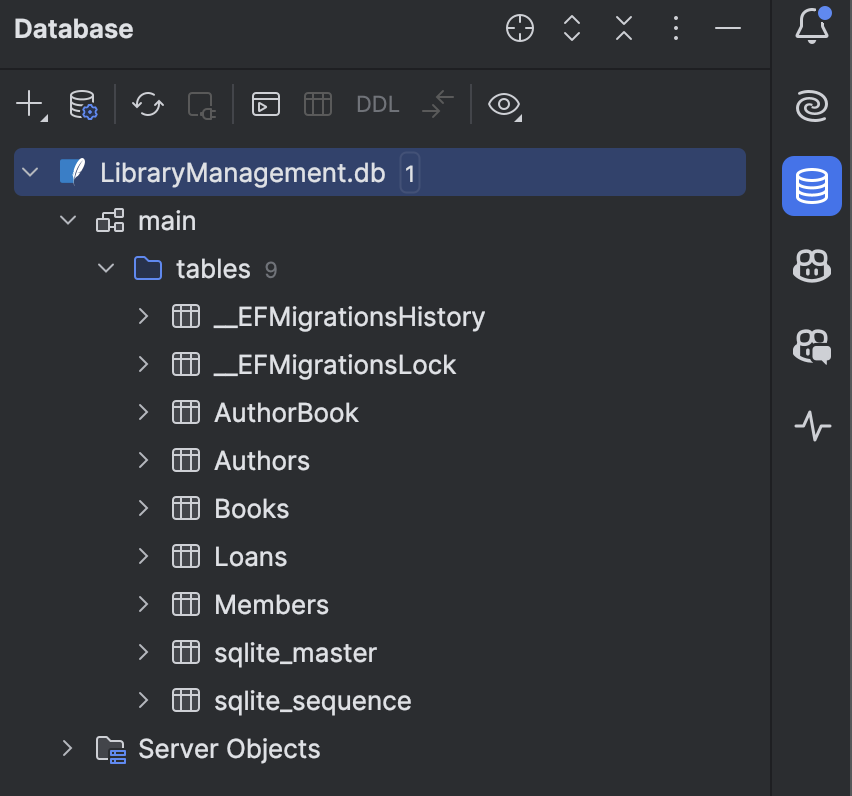 Database
DDL
LibraryManagement.db 1
main
tables 9
__EFMigrationsHistory
__EFMigrationsLock
AuthorBook
Authors
Books
Loans
Members
sqlite_master
sqlite_sequence
Server Objects